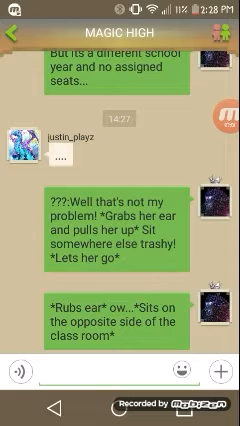 11% 2:28 PM
MAGIC HIGH
But its a different school
year and no assigned
seats...
14:27
justin_playz
....
???:Well that's not my
problem! *Grabs her ear
and pulls her up* Sit
somewhere else trashy!
*Lets her go*
*Rubs ear* ow...*Sits on
the opposite side of the
class room*
Recorded by mobizen